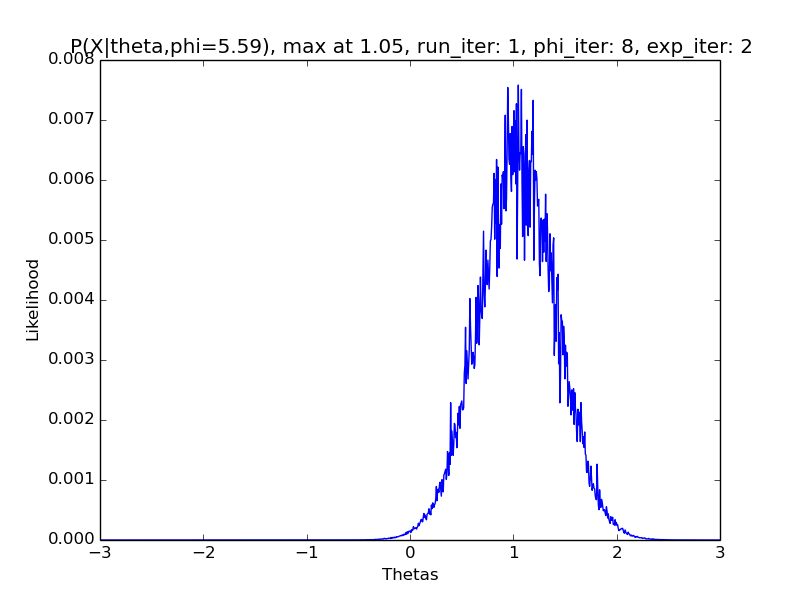 P(X|theta,phi=5.59), max at 1.05, run_iter: 1, phi_iter: 8, exp_iter: 2
0.008
0.007
0.006
0.005
0.004
0.003
0.002
0.001
0.000
Likelihood
−3 −2 −1 0 1 2 3
Thetas